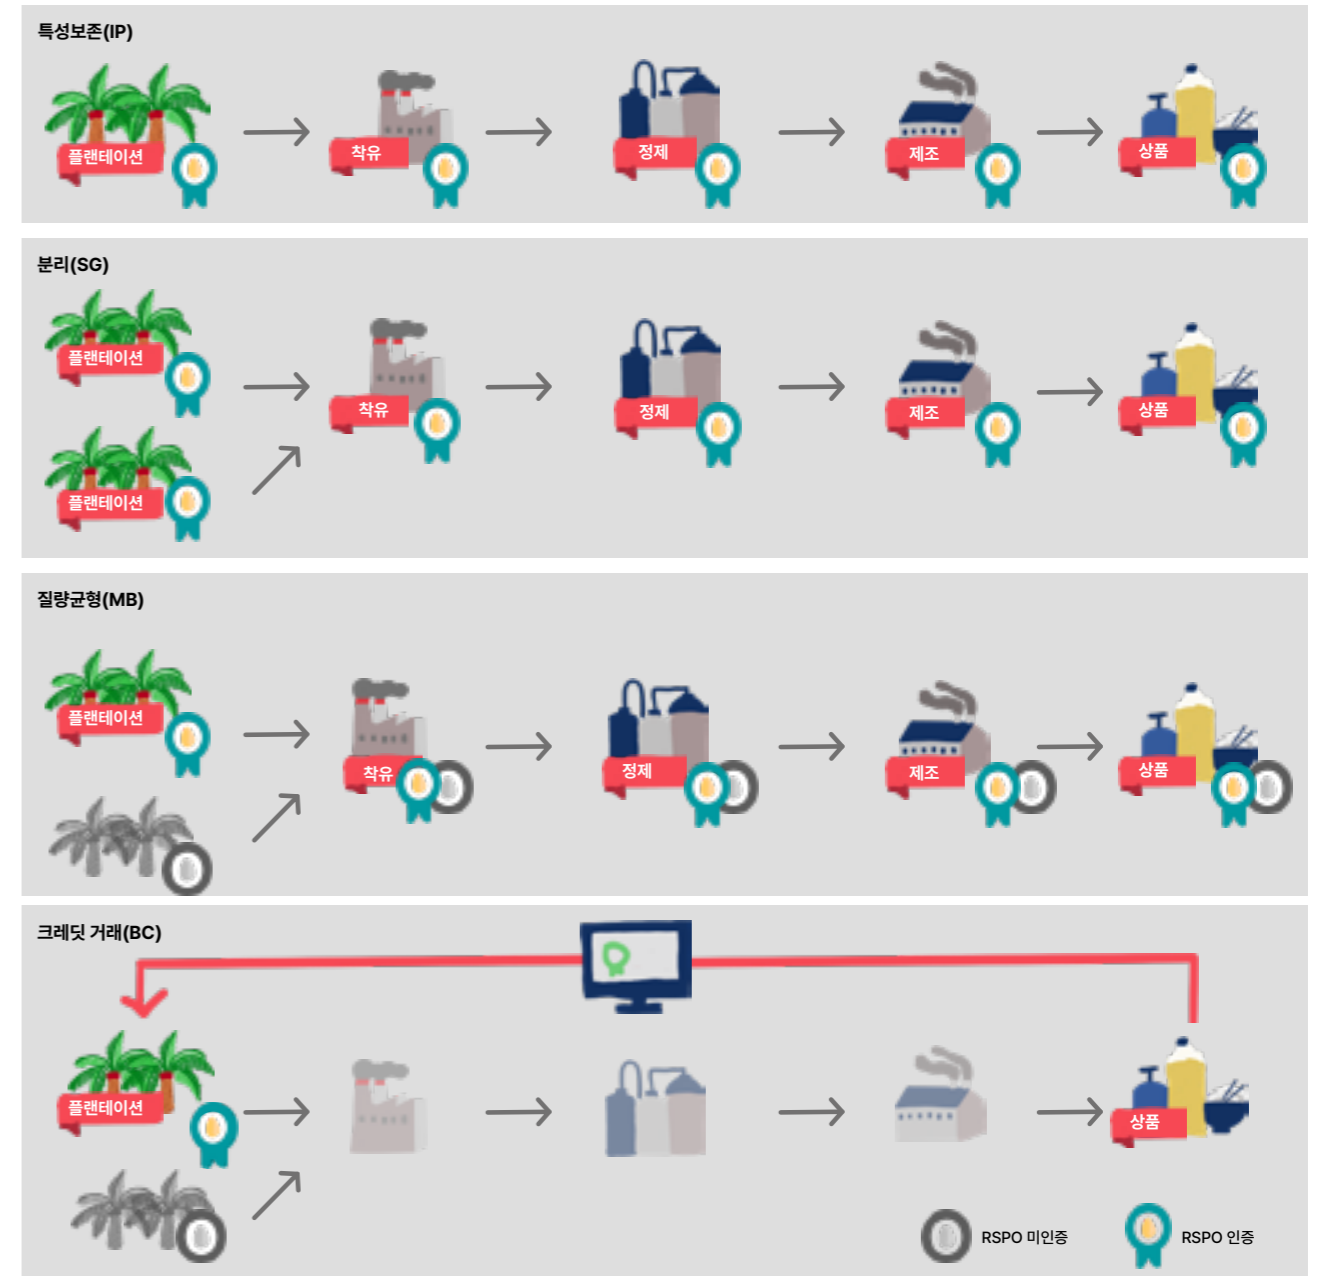 특성보존(IP)
플랜테이션
착유
정제
제조
상품
분리(SG)
플랜테이션
착유
정제
제조
상품
플랜테이션
질량균형(MB)
플랜테이션
착유
정제
제조
상품
크레딧 거래(BC)
플랜테이션
상품
RSPO 미인증
RSPO 인증